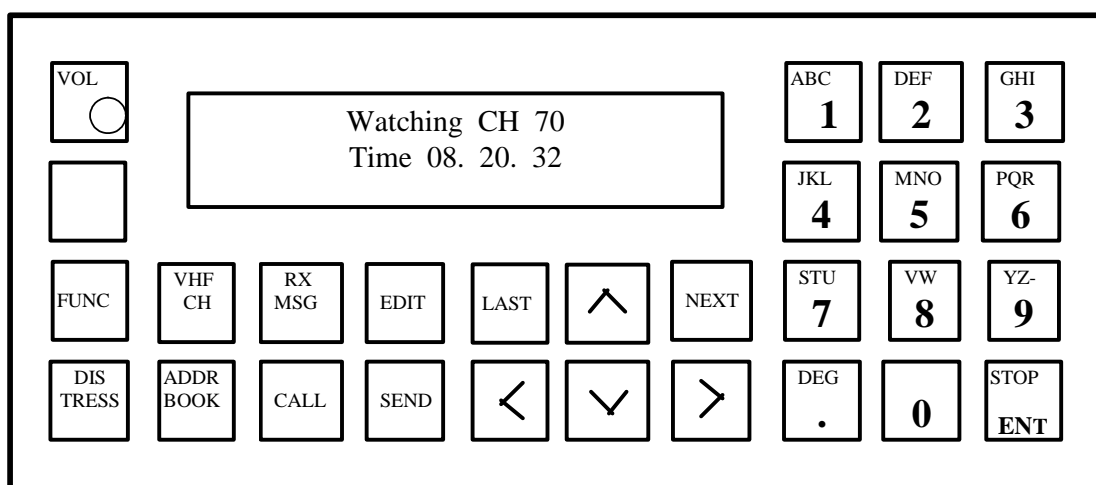 VOL
Watching CH 70
Time 08. 20. 32
ABC
1
DEF
2
GHI
3
JKL
4
MNO
5
PQR
6
FUNC
VHF
CH
RX
MSG
EDIT
LAST
NEXT
STU
7
VW
8
YZ-
9
DIS
TRESS
ADDR
BOOK
CALL
SEND
DEG
.
0
STOP
ENT